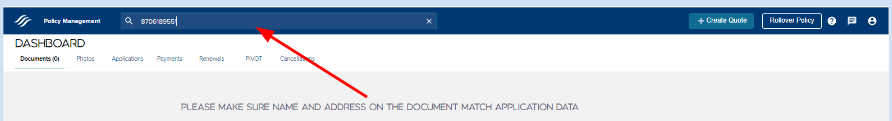 Policy Management
8706189551
× + Create Quote
Rollover Policy
DASHBOARD
Documents (0) Photos Applications Payments Renewals PIVOT Cancellations
PLEASE MAKE SURE NAME AND ADDRESS ON THE DOCUMENT MATCH APPLICATION DATA